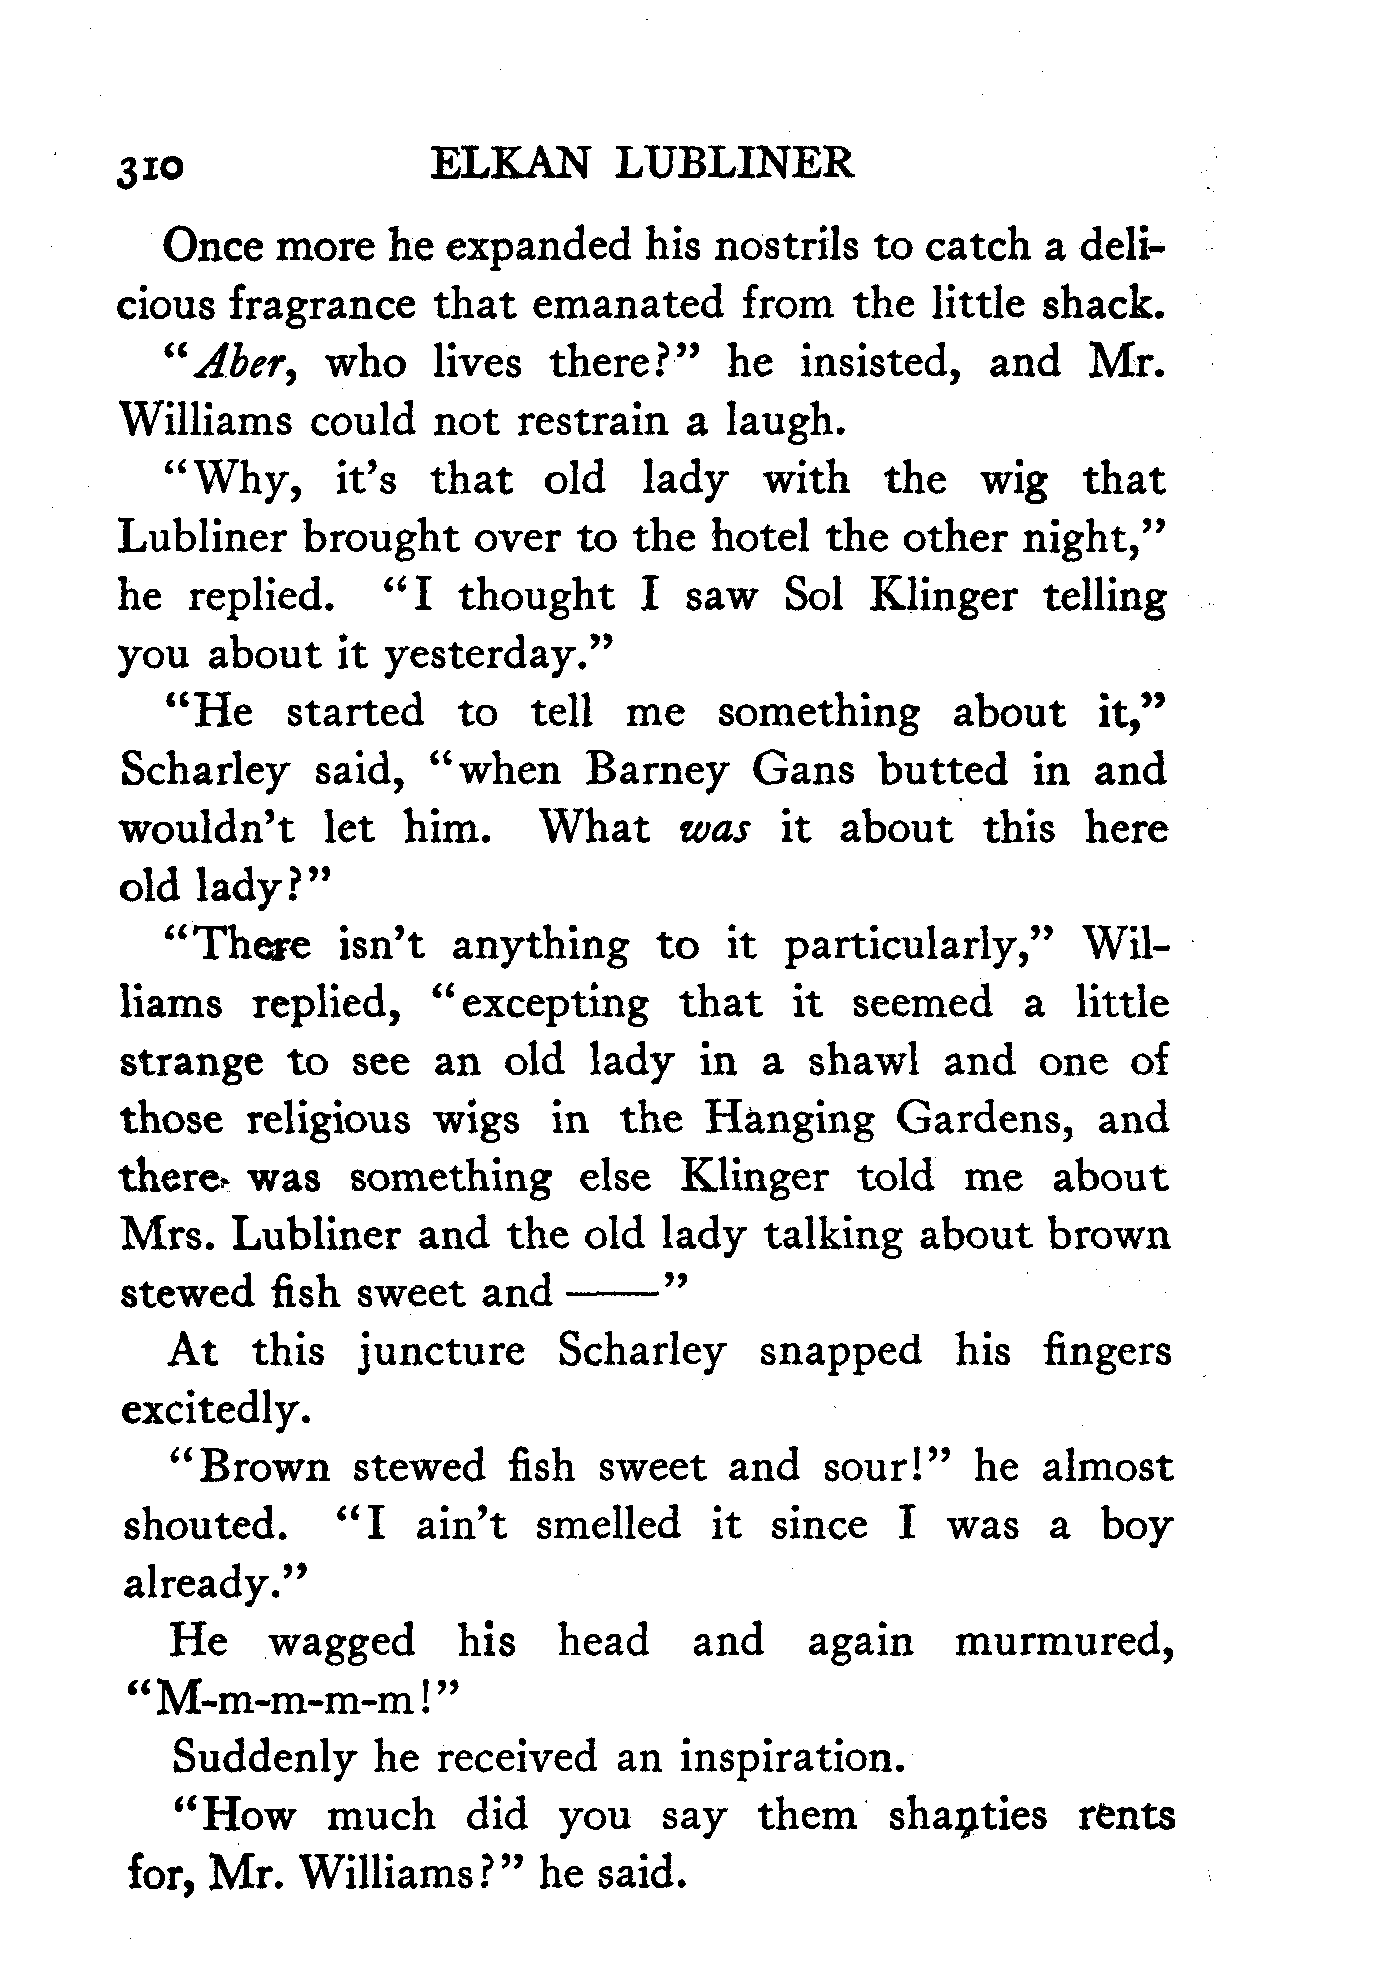 310 ELKAN LUBLINER
Once more he expanded his nostrils to catch a deli-
cious fragrance that emanated from the little shack.
"Aber, who lives there?" he insisted, and Mr.
Williams could not restrain a laugh.
"Why, it's that old lady with the wig that
Lubliner brought over to the hotel the other night,"
he replied. "I thought I saw Sol Klinger telling
you about it yesterday."
"He started to tell me something about it,"
Scharley said, "when Barney Gans butted in and
wouldn't let him. What was it about this here
old lady?"
"There isn't anything to it particularly," Wil-
liams replied, "excepting that it seemed a little
strange to see an old lady in a shawl and one of
those religious wigs in the Hanging Gardens, and
there was something else Klinger told me about
Mrs. Lubliner and the old lady talking about brown
stewed fish sweet and ——"
At this juncture Scharley snapped his fingers
excitedly.
"Brown stewed fish sweet and sour!" he almost
shouted. "I ain't smelled it since I was a boy
already."
He wagged his head and again murmured,
"M-m-m-m-m!"
Suddenly he received an inspiration.
"How much did you say them shanties rents
for, Mr. Williams?" he said.